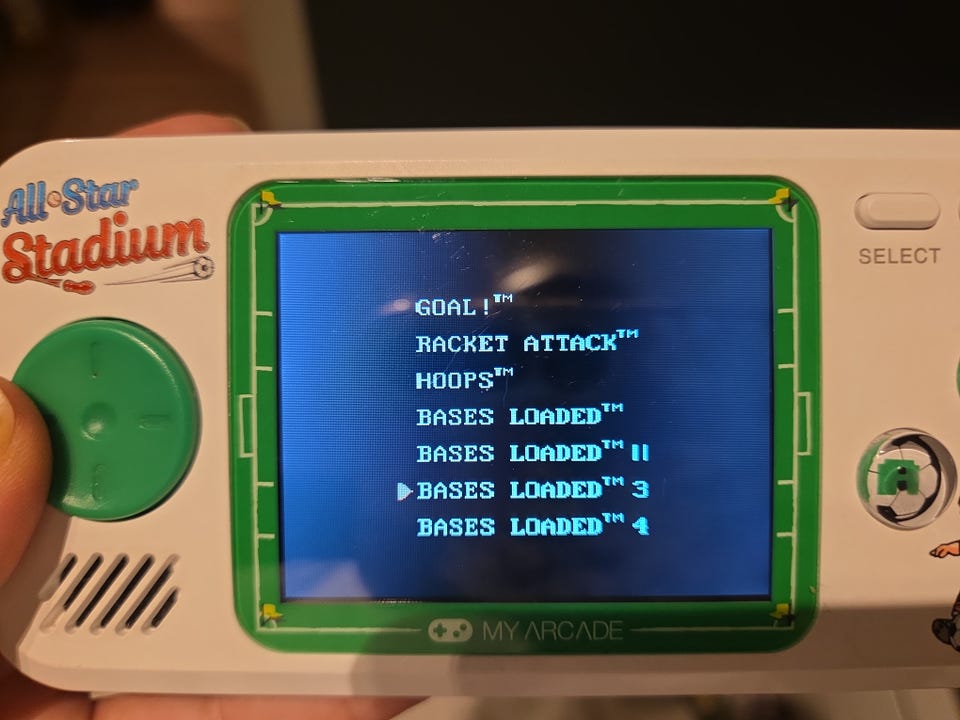 All Star
Stadium
SELECT
GOAL!™
RACKET ATTACK™
HOOPS™
BASES LOADED™
BASES LOADED™ II
BASES LOADED™ 3
BASES LOADED™ 4
MY ARCADE